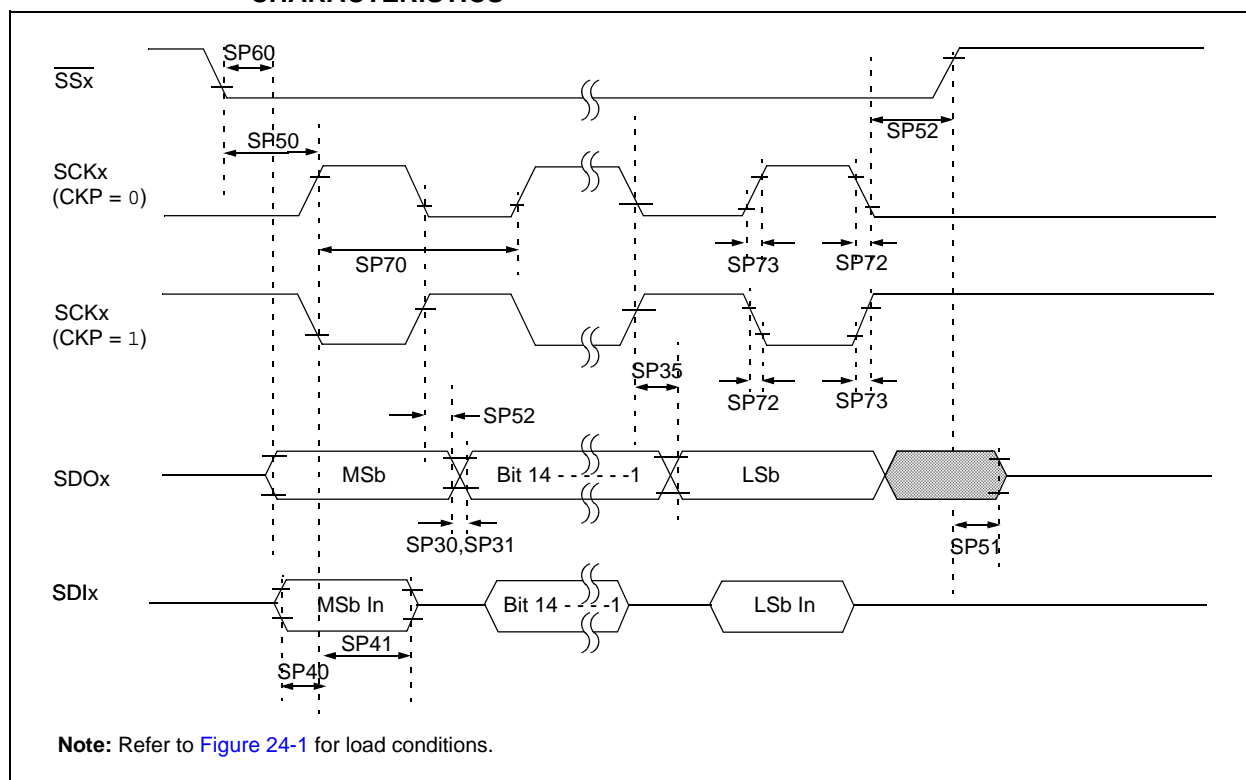 CHARACTERISTICS
SP60
SSx
SP52
SP50
SCKx
(CKP = 0)
SP70
SP73
SP72
SCKx
(CKP = 1)
SP35
SP72
SP73
SP52
SDOx
MSb
Bit 14 - - - - - -1
LSb
SP30,SP31
SP51
SDIx
MSb In
Bit 14 - - - -1
LSb In
SP41
SP40
Note: Refer to Figure 24-1 for load conditions.